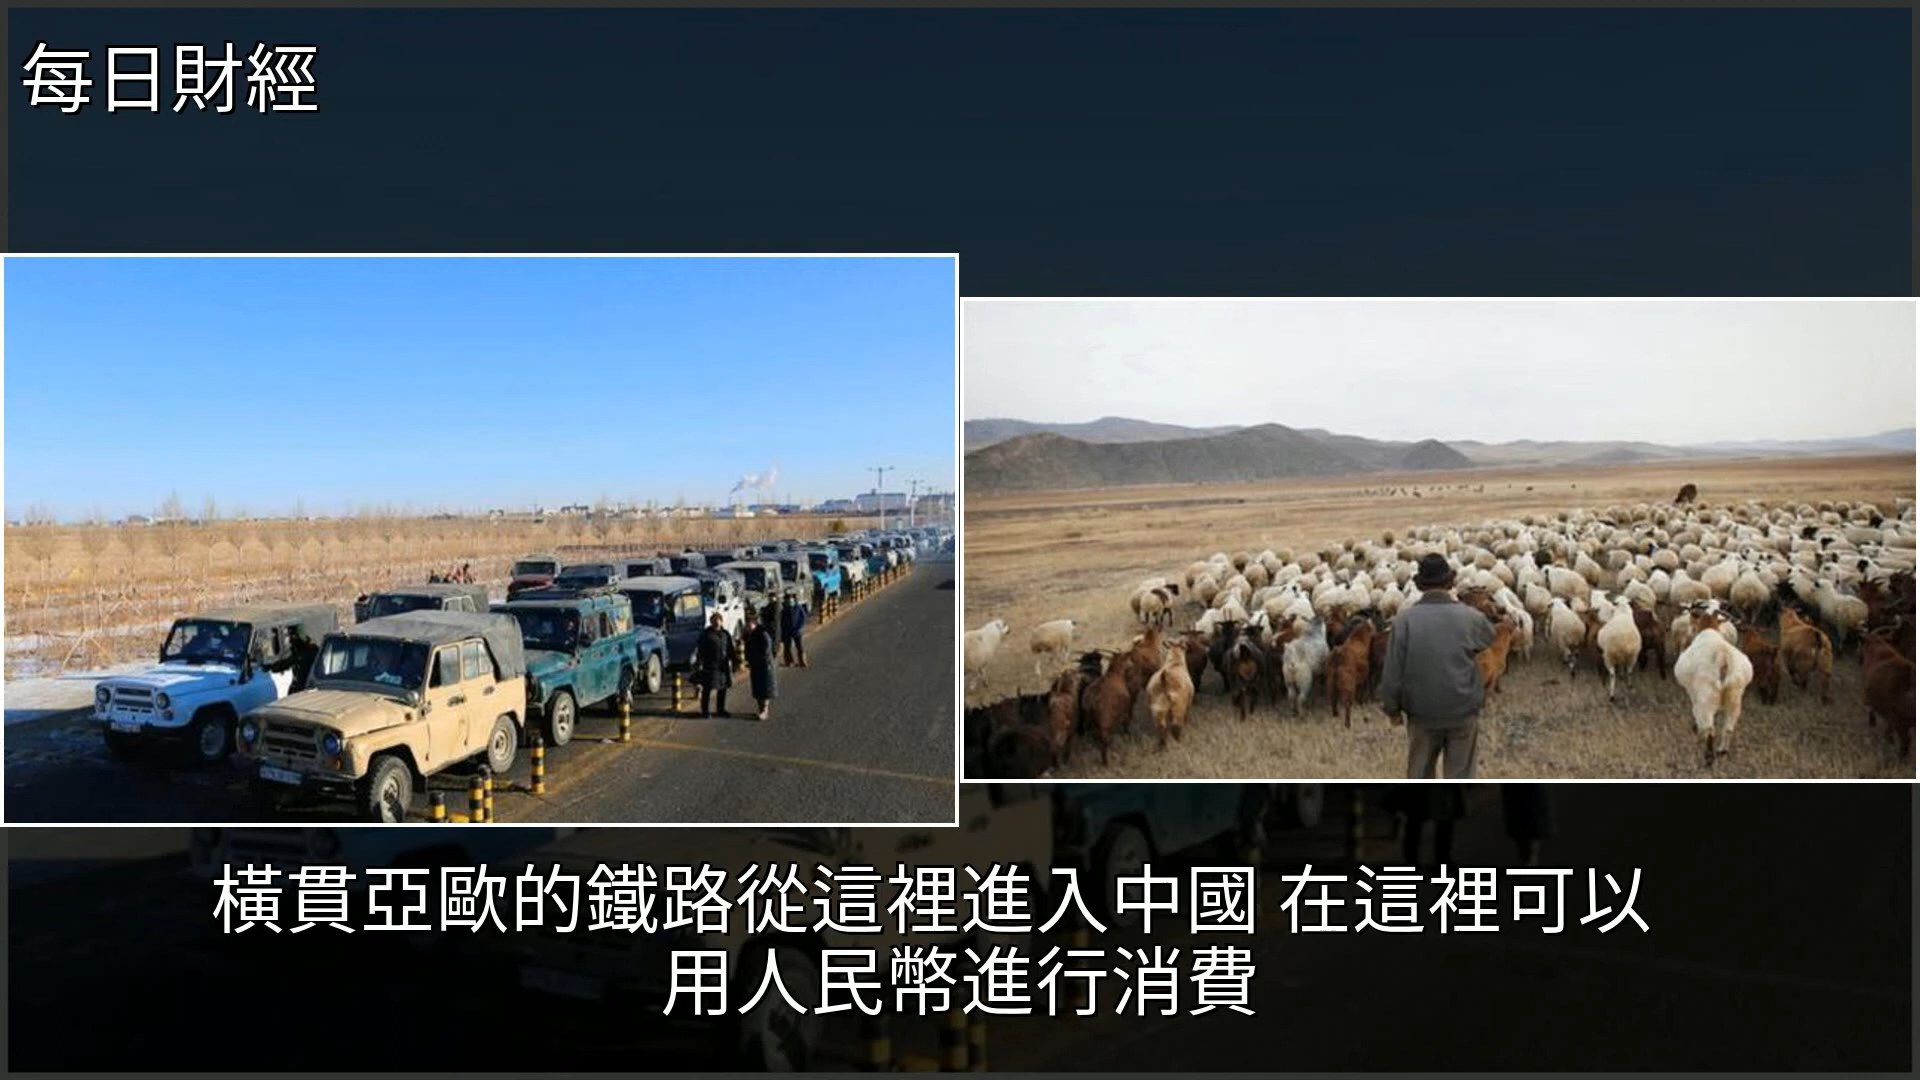 每日財經
橫貫亞歐的鐵路從這裡進入中國 在這裡可以
用人民幣進行消費